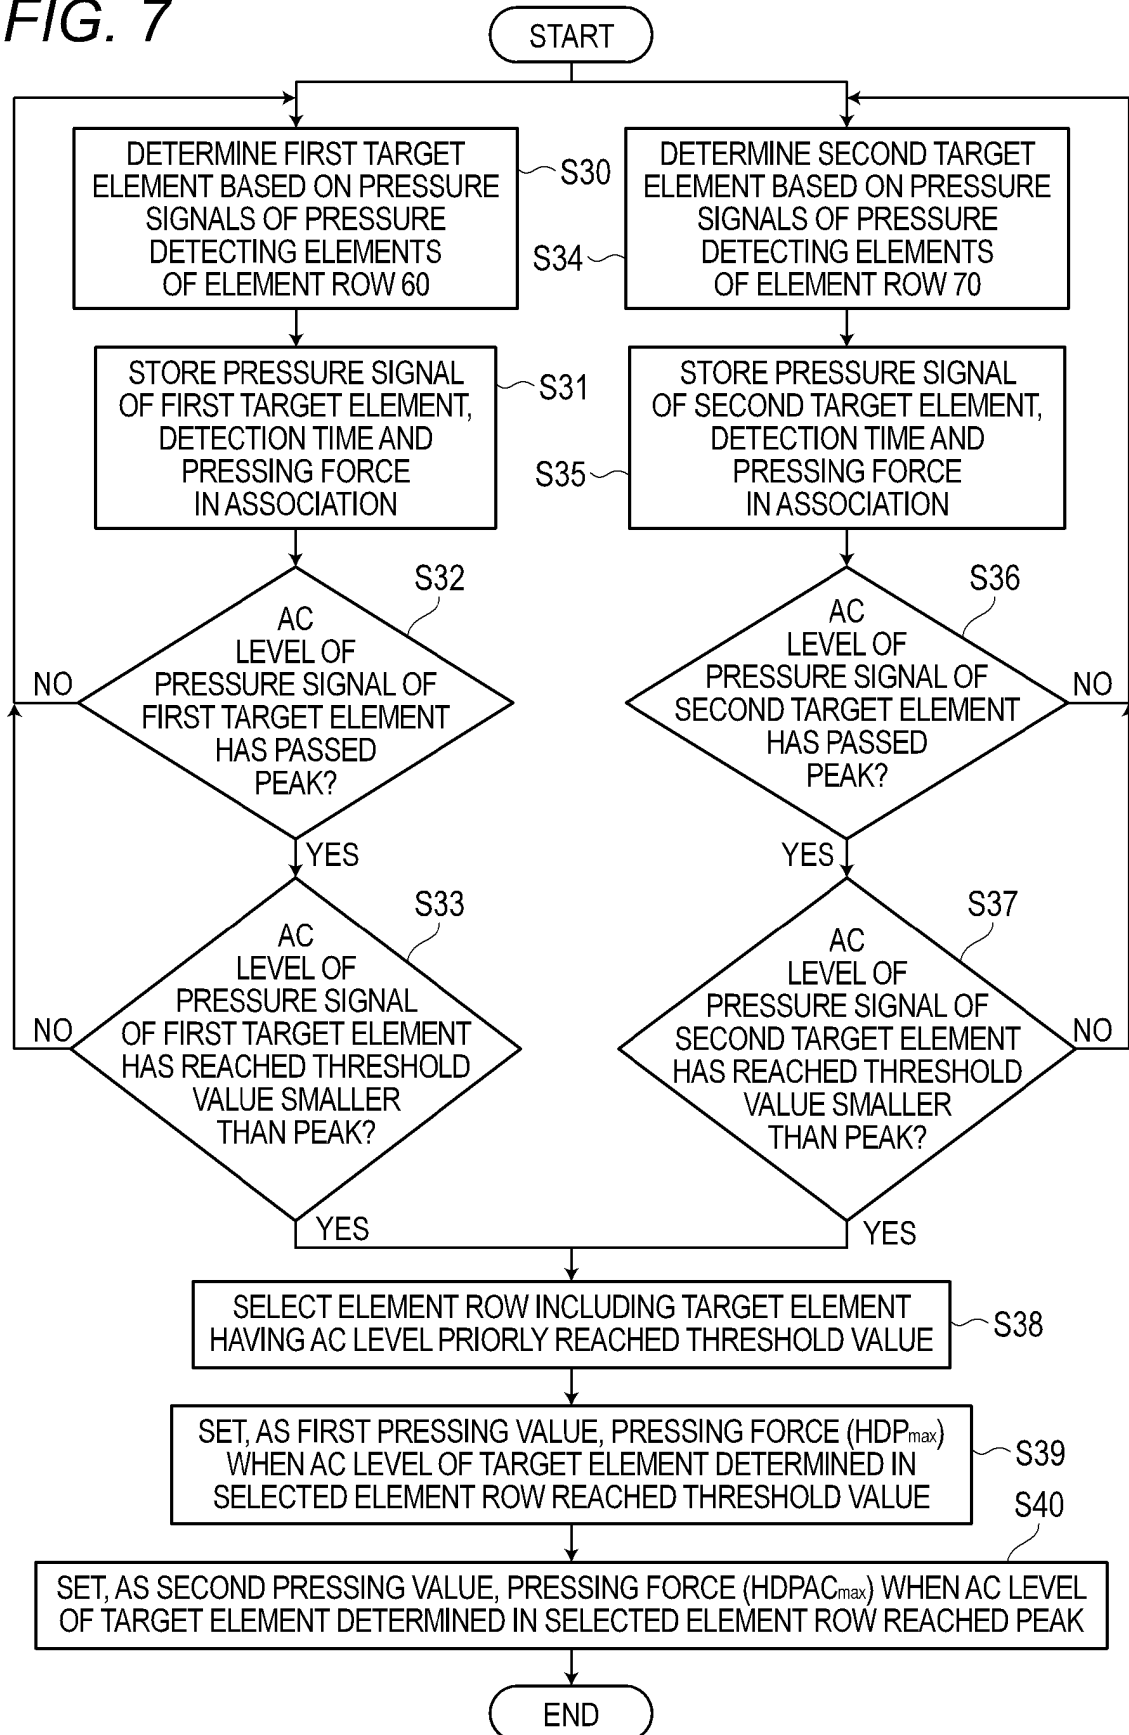 FIG. 7
START
DETERMINE FIRST TARGET
ELEMENT BASED ON PRESSURE
SIGNALS OF PRESSURE
DETECTING ELEMENTS
OF ELEMENT ROW 60
S30
DETERMINE SECOND TARGET
ELEMENT BASED ON PRESSURE
SIGNALS OF PRESSURE
DETECTING ELEMENTS
OF ELEMENT ROW 70
S34
STORE PRESSURE SIGNAL
OF FIRST TARGET ELEMENT,
DETECTION TIME AND
PRESSING FORCE
IN ASSOCIATION
S31
STORE PRESSURE SIGNAL
OF SECOND TARGET ELEMENT,
DETECTION TIME AND
PRESSING FORCE
IN ASSOCIATION
S35
S32
AC
LEVEL OF
PRESSURE SIGNAL OF
FIRST TARGET ELEMENT
HAS PASSED
PEAK?
NO
YES
S36
AC
LEVEL OF
PRESSURE SIGNAL OF
SECOND TARGET ELEMENT
HAS PASSED
PEAK?
NO
YES
S33
AC
LEVEL OF
PRESSURE SIGNAL
OF FIRST TARGET ELEMENT
HAS REACHED THRESHOLD
VALUE SMALLER
THAN PEAK?
NO
YES
S37
AC
LEVEL OF
PRESSURE SIGNAL OF
SECOND TARGET ELEMENT
HAS REACHED THRESHOLD
VALUE SMALLER
THAN PEAK?
NO
YES
SELECT ELEMENT ROW INCLUDING TARGET ELEMENT
HAVING AC LEVEL PRIORLY REACHED THRESHOLD VALUE
S38
SET, AS FIRST PRESSING VALUE, PRESSING FORCE (HDPmax)
WHEN AC LEVEL OF TARGET ELEMENT DETERMINED IN
SELECTED ELEMENT ROW REACHED THRESHOLD VALUE
S39
S40
SET, AS SECOND PRESSING VALUE, PRESSING FORCE (HDPACmax) WHEN AC LEVEL
OF TARGET ELEMENT DETERMINED IN SELECTED ELEMENT ROW REACHED PEAK
END